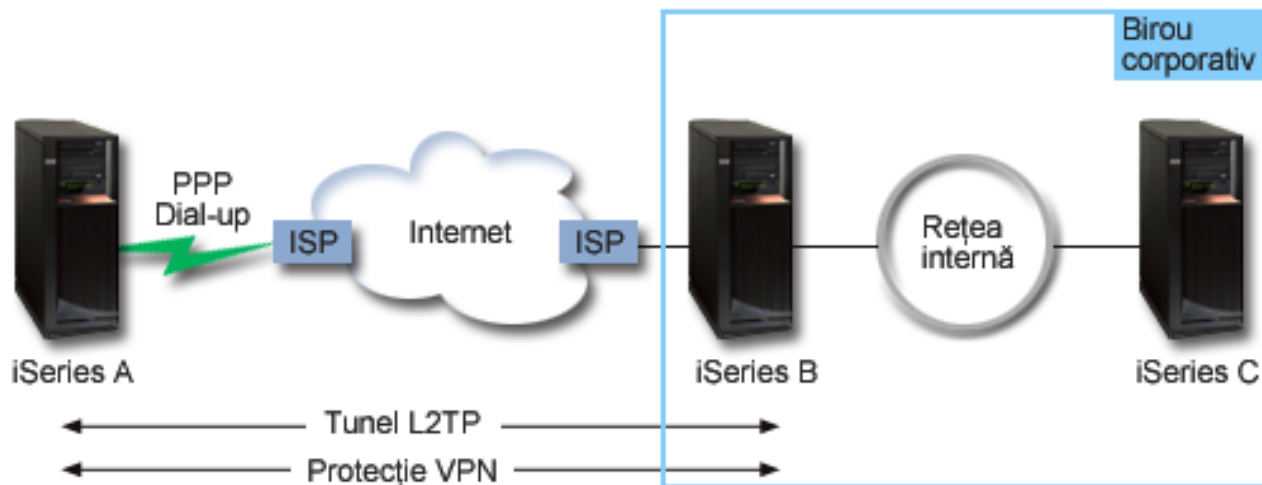 Birou
corporativ
PPP
Dial-up
ISP
Internet
ISP
Rețea
internă
iSeries A
iSeries B
iSeries C
Tunel L2TP
Protecție VPN